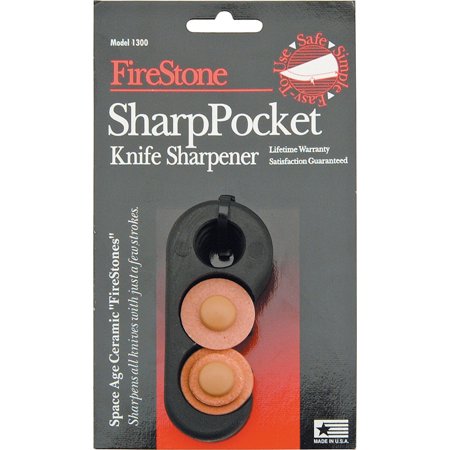 Model 1300
Easy-To-Use Safe Simple
FireStone
SharpPocket
Knife Sharpener
Lifetime Warranty
Satisfaction Guaranteed
Space Age Ceramic "FireStones"
Sharpens all knives with just a few strokes.
MADE IN U.S.A.